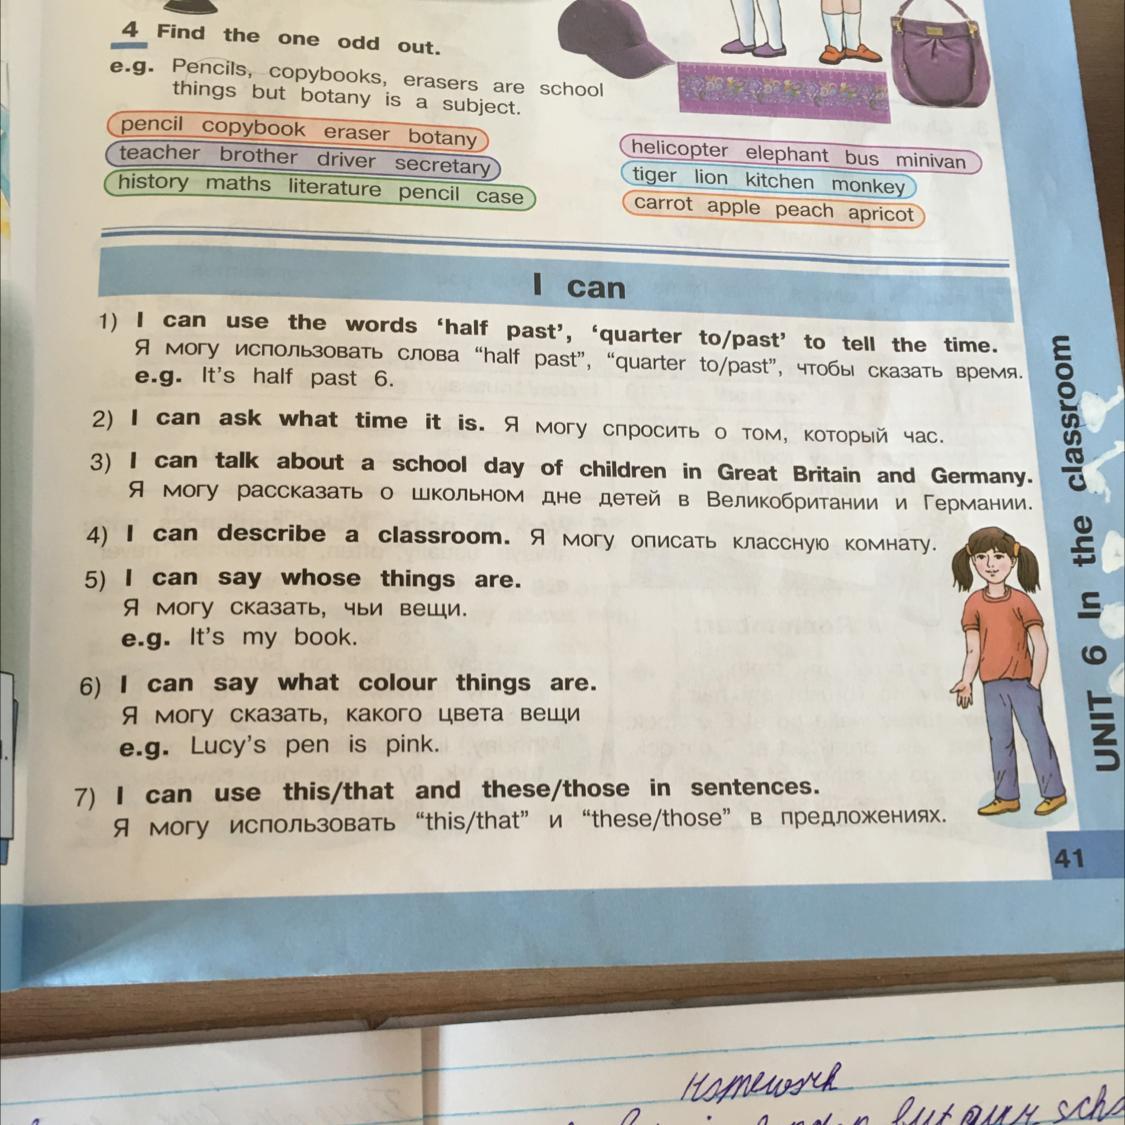 4 Find the one odd out.
e.g. Pencils, copybooks, erasers are school
things but botany is a subject.
pencil copybook eraser botany
teacher brother driver secretary
history maths literature pencil case
helicopter elephant bus minivan
tiger lion kitchen monkey
carrot apple peach apricot
I can
1) I can use the words ‘half past’, ‘quarter to/past’ to tell the time.
Я могу использовать слова “half past”, “quarter to/past”, чтобы сказать время.
e.g. It’s half past 6.
2) I can ask what time it is. Я могу спросить о том, который час.
3) I can talk about a school day of children in Great Britain and Germany.
Я могу рассказать о школьном дне детей в Великобритании и Германии.
4) I can describe a classroom. Я могу описать классную комнату.
5) I can say whose things are.
Я могу сказать, чьи вещи.
e.g. It’s my book.
6) I can say what colour things are.
Я могу сказать, какого цвета вещи
e.g. Lucy’s pen is pink.
7) I can use this/that and these/those in sentences.
Я могу использовать “this/that” и “these/those” в предложениях.
UNIT 6 In the classroom
41
Homework
but our